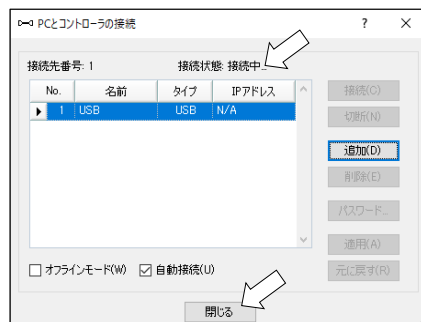 PCとコントローラの接続
接続先番号: 1 接続状態: 接続中...
No. 名前 タイプ IPアドレス
1 USB USB N/A
接続(C)
切断(N)
追加(D)
削除(E)
パスワード...
適用(A)
元に戻す(R)
オフラインモード(W) 自動接続(U)
閉じる